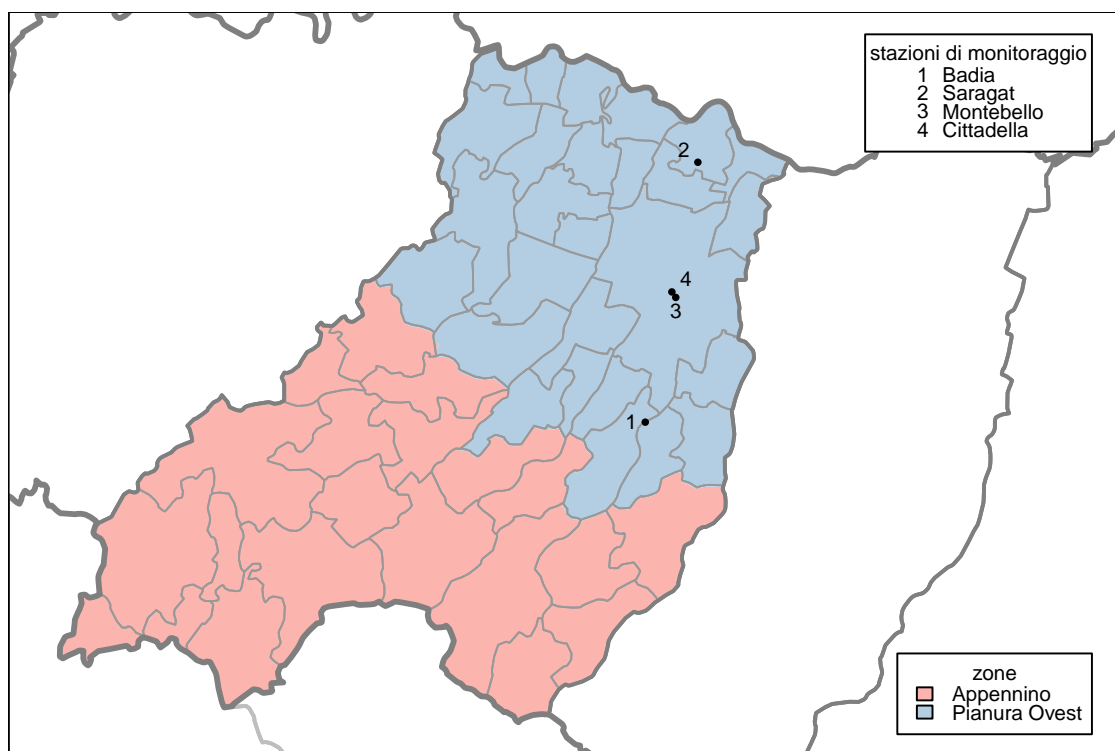 stazioni di monitoraggio
1 Badia
2 Saragat
3 Montebello
4 Cittadella
2
4
3
1
zone
Appennino
Pianura Ovest